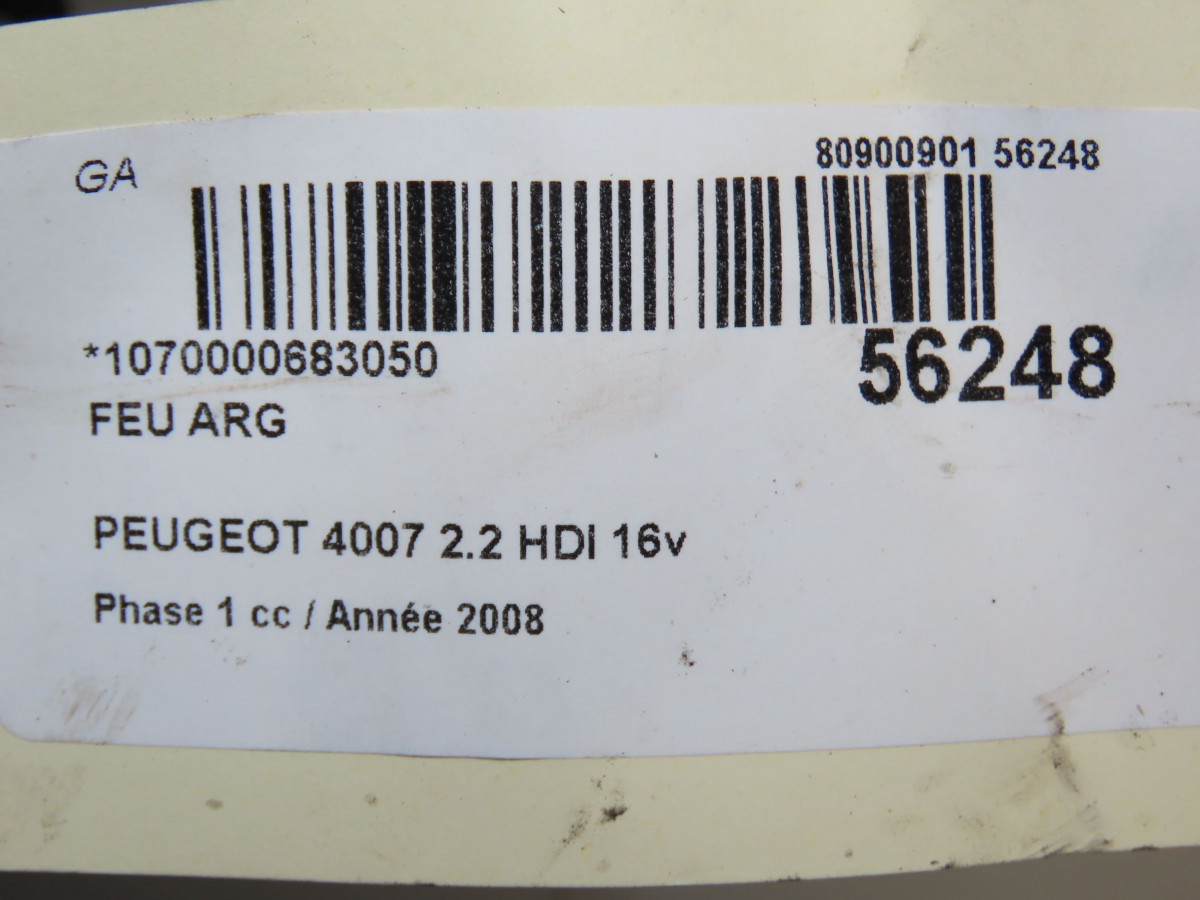 GA
80900901 56248
*1070000683050
56248
FEU ARG
PEUGEOT 4007 2.2 HDI 16v
Phase 1 cc / Année 2008